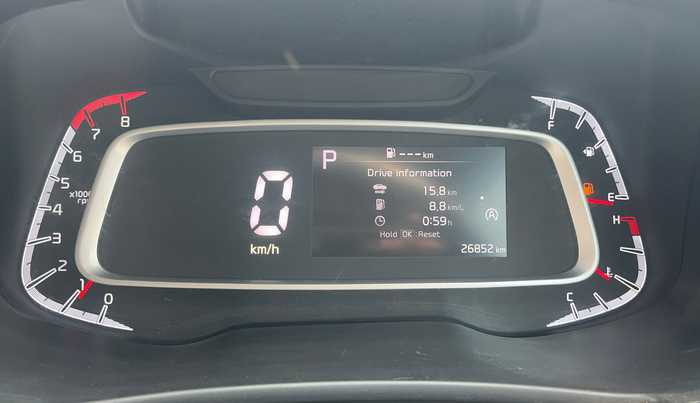 8
7
6
5
x1000
rpm
4
3
2
1
0
0
km/h
P
--- km
Drive information
15.8 km
8.8 km/L
0:59 h
Hold OK :Reset
A
26852 km
F
E
H
C